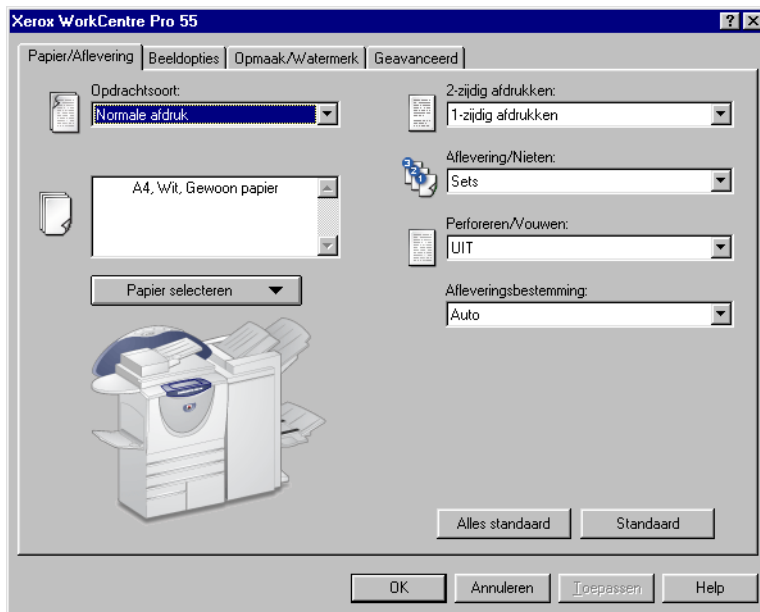 Xerox WorkCentre Pro 55
Papier/Aflevering
Beeldopties
Opmaak/Watermerk
Geavanceerd
Opdrachtsoort:
Normale afdruk
A4, Wit, Gewoon papier
Papier selecteren
2-zijdig afdrukken:
1-zijdig afdrukken
Aflevering/Nieten:
Sets
Perforeren/Vouwen:
UIT
Afleveringsbestemming:
Auto
Alles standaard
Standaard
OK
Annuleren
Toepassen
Help